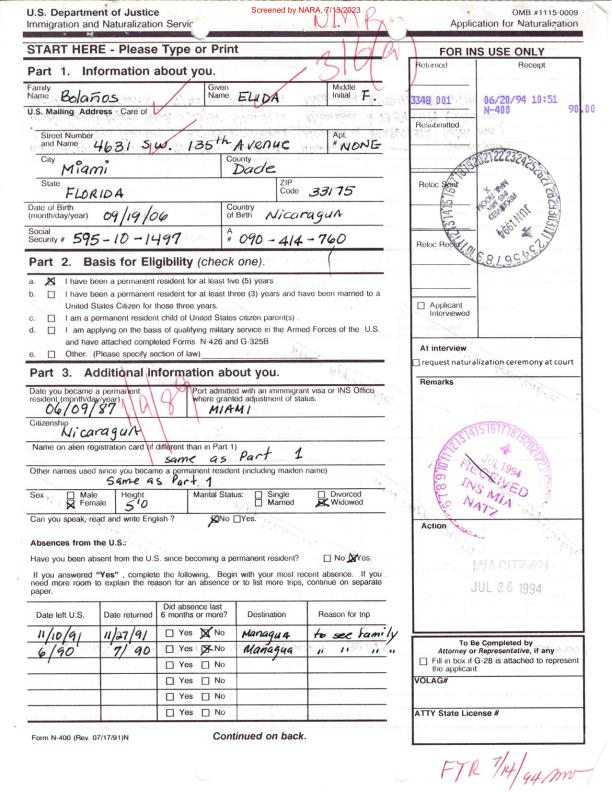 Screened by NARA, 7/13/2023
U.S. Department of Justice
Immigration and Naturalization Servic
OMB #1115-0009
Application for Naturalization
START HERE - Please Type or Print
FOR INS USE ONLY
Part 1. Information about you.
Family Name Bolaños
Given Name ELIDA
Middle Initial F.
U.S. Mailing Address - Care of
Street Number and Name 4631 S.W. 135th Avenue
Apt. # NONE
City Miami
County Dade
State FLORIDA
ZIP Code 33175
Date of Birth (month/day/year) 09/19/06
Country of Birth Nicaragua
Social Security # 595-10-1497
A # 090-414-760
Part 2. Basis for Eligibility (check one).
a. I have been a permanent resident for at least five (5) years
b. I have been a permanent resident for at least three (3) years and have been married to a
United States Citizen for those three years.
c. I am a permanent resident child of United States citizen parent(s)
d. I am applying on the basis of qualifying military service in the Armed Forces of the U.S.
and have attached completed Forms N-426 and G-325B
e. Other. (Please specify section of law)
Part 3. Additional information about you.
Date you became a permanent resident (month/day/year) 06/09/87
Port admitted with an immigrant visa or INS Office where granted adjustment of status. MIAMI
Citizenship Nicaragua
Name on alien registration card (if different than in Part 1)
same as Part 1
Other names used since you became a permanent resident (including maiden name)
Same as Part 1
Sex Male Female
Height 5'0
Marital Status: Single Married Divorced Widowed
Can you speak, read and write English ? No Yes.
Absences from the U.S.:
Have you been absent from the U.S. since becoming a permanent resident? No Yes.
If you answered "Yes" , complete the following, Begin with your most recent absence. If you
need more room to explain the reason for an absence or to list more trips, continue on separate
paper.
Date left U.S. Date returned Did absence last 6 months or more? Destination Reason for trip
11/10/91 11/27/91 Yes No Managua to see family
6/90 7/90 Yes No Managua " " " "
Yes No
Yes No
Yes No
Yes No
Form N-400 (Rev. 07/17/91)N
Continued on back.
Returned
Receipt
3348 001
06/20/94 10:51
N-400 90.00
Resubmitted
Reloc Sent
JUN 1994
Reloc Rec'd
Applicant Interviewed
At interview
request naturalization ceremony at court
Remarks
JUL 1994
RECEIVED
INS MIA
NATZ
Action
JUL 26 1994
To Be Completed by
Attorney or Representative, if any
Fill in box if G-28 is attached to represent
the applicant
VOLAG#
ATTY State License #
FTR 7/14/94